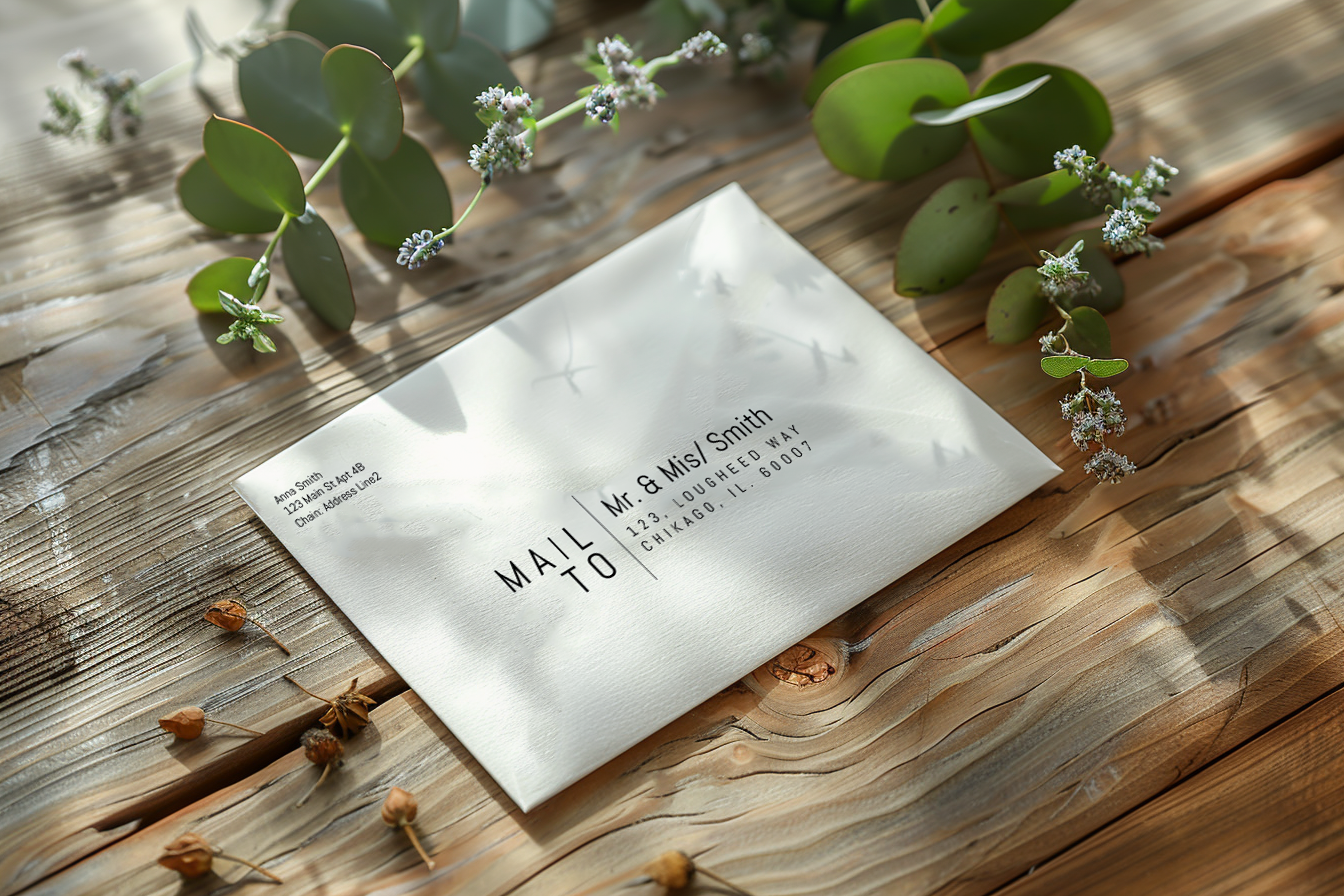 Anna Smith
123 Main St Apt 4B
Chain: Address Line2
MAIL
TO
Mr. & Mis/ Smith
123. LOUGHEED WAY
CHIKAGO, IL. 60007